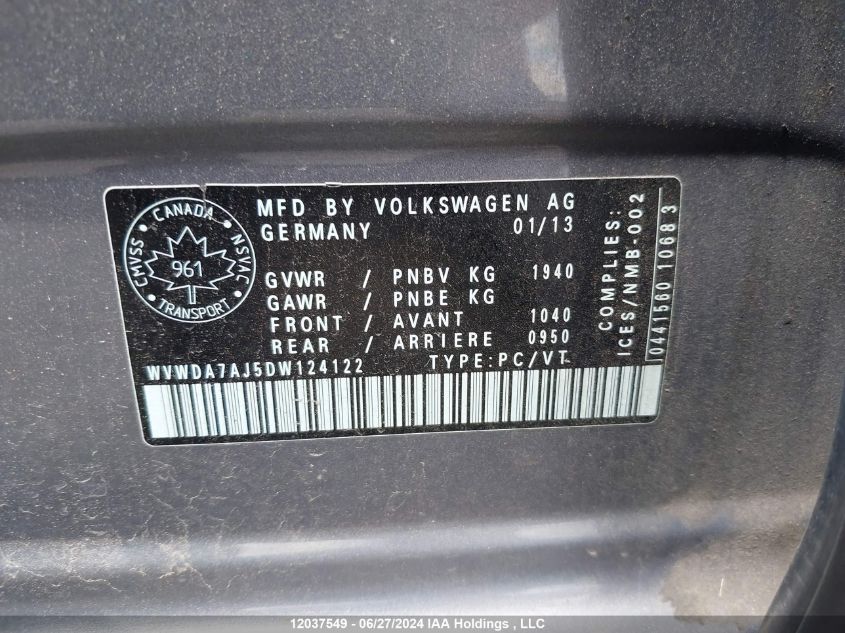 CANADA
CMVSS
NSVAC
961
TRANSPORT
MFD BY VOLKSWAGEN AG
GERMANY 01/13
GVWR / PNBV KG 1940
GAWR / PNBE KG
FRONT / AVANT 1040
REAR / ARRIERE 0950
WVWDA7AJ5DW124122 TYPE:PC/VT
COMPLIES:
ICES/NMB-002
0441560 10683
12037549 - 06/27/2024 IAA Holdings , LLC